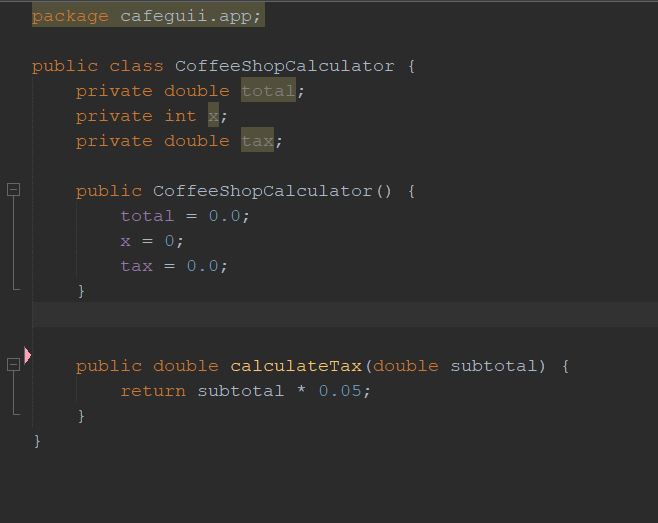 package cafeguii.app;
public class CoffeeShopCalculator {
private double total;
private int x;
private double tax;
public CoffeeShopCalculator() {
total = 0.0;
x = 0;
tax = 0.0;
}
public double calculateTax(double subtotal) {
return subtotal * 0.05;
}
}